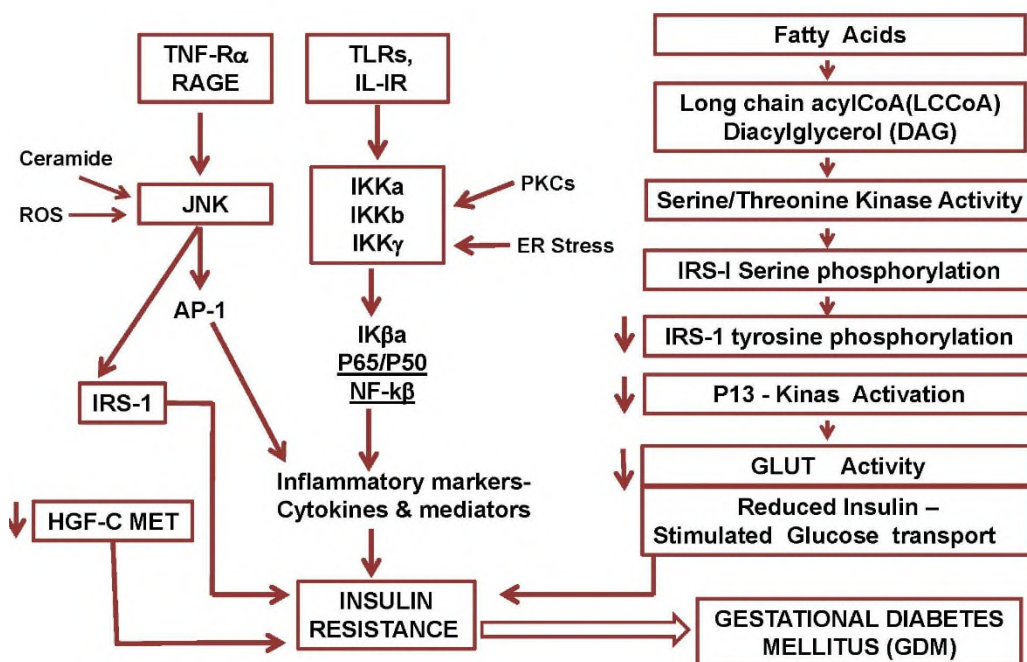 TNF-Rα
RAGE
TLRs,
IL-IR
Ceramide
ROS
JNK
IKKa
IKKb
IKKγ
PKCs
ER Stress
AP-1
IKβa
P65/P50
NF-kβ
IRS-1
Inflammatory markers-
Cytokines & mediators
HGF-C MET
INSULIN
RESISTANCE
Fatty Acids
Long chain acylCoA(LCCoA)
Diacylglycerol (DAG)
Serine/Threonine Kinase Activity
IRS-I Serine phosphorylation
IRS-1 tyrosine phosphorylation
P13 - Kinas Activation
GLUT Activity
Reduced Insulin –
Stimulated Glucose transport
GESTATIONAL DIABETES
MELLITUS (GDM)